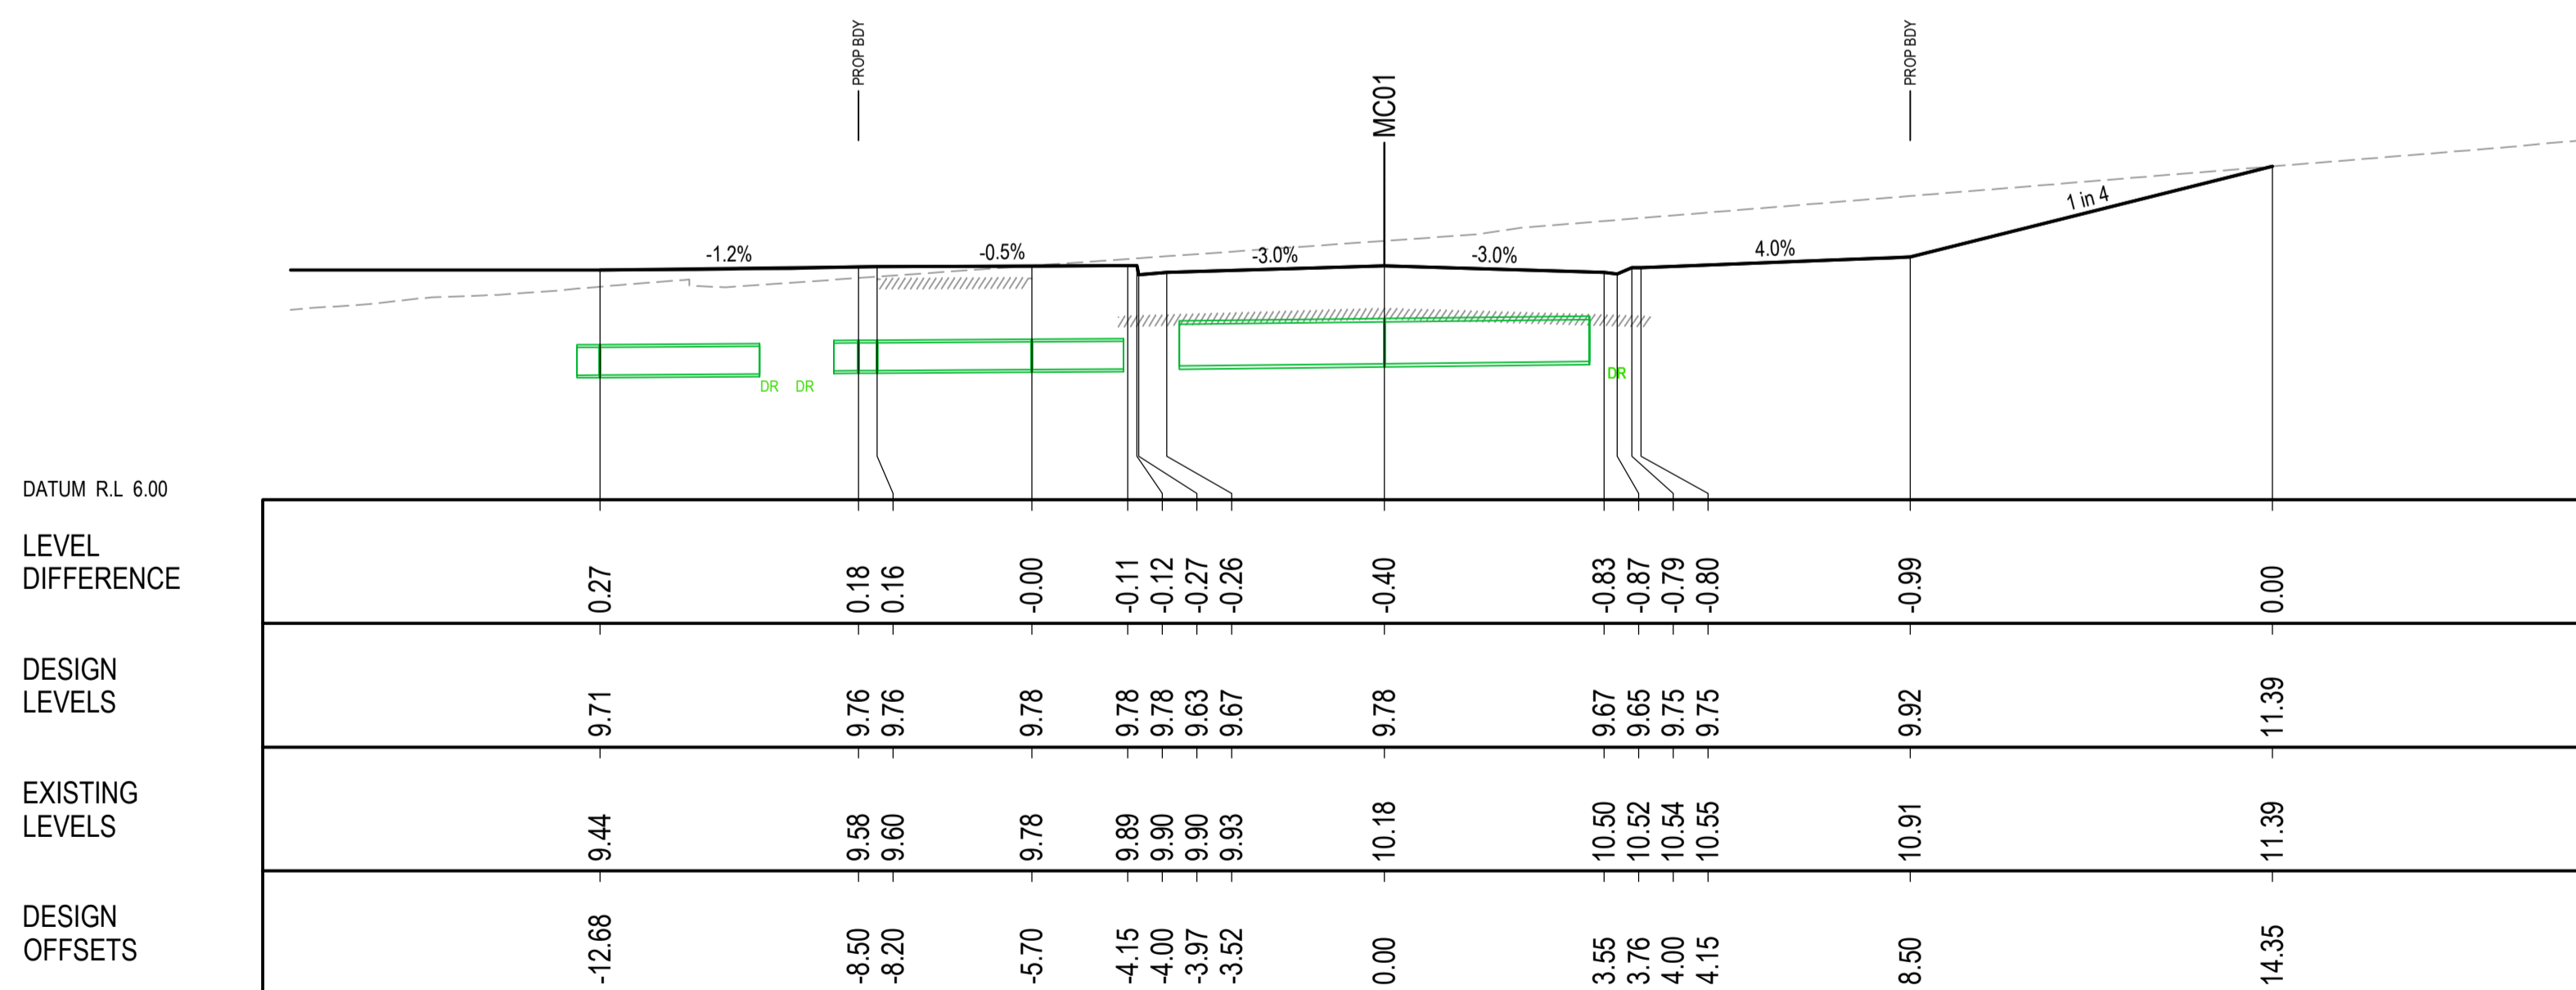 PROP BDY
PROP BDY
MC01
-1.2%
-0.5%
-3.0%
-3.0%
4.0%
1 in 4
DR DR
DR
DATUM R.L 6.00
LEVEL
DIFFERENCE
0.27 0.18 0.16 -0.00 -0.11 -0.12 -0.27 -0.26 -0.40 -0.83 -0.87 -0.79 -0.80 -0.99 0.00
DESIGN
LEVELS
9.71 9.76 9.76 9.78 9.78 9.78 9.63 9.67 9.78 9.67 9.65 9.75 9.75 9.92 11.39
EXISTING
LEVELS
9.44 9.58 9.60 9.78 9.89 9.90 9.90 9.93 10.18 10.50 10.52 10.54 10.55 10.91 11.39
DESIGN
OFFSETS
-12.68 -8.50 -8.20 -5.70 -4.15 -4.00 -3.97 -3.52 0.00 3.55 3.76 4.00 4.15 8.50 14.35